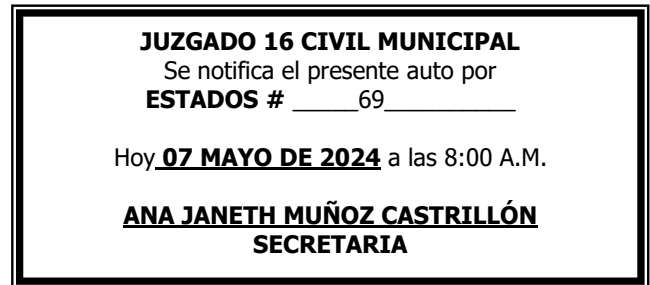 JUZGADO 16 CIVIL MUNICIPAL
Se notifica el presente auto por
ESTADOS # _____69__________
Hoy 07 MAYO DE 2024 a las 8:00 A.M.
ANA JANETH MUÑOZ CASTRILLÓN
SECRETARIA